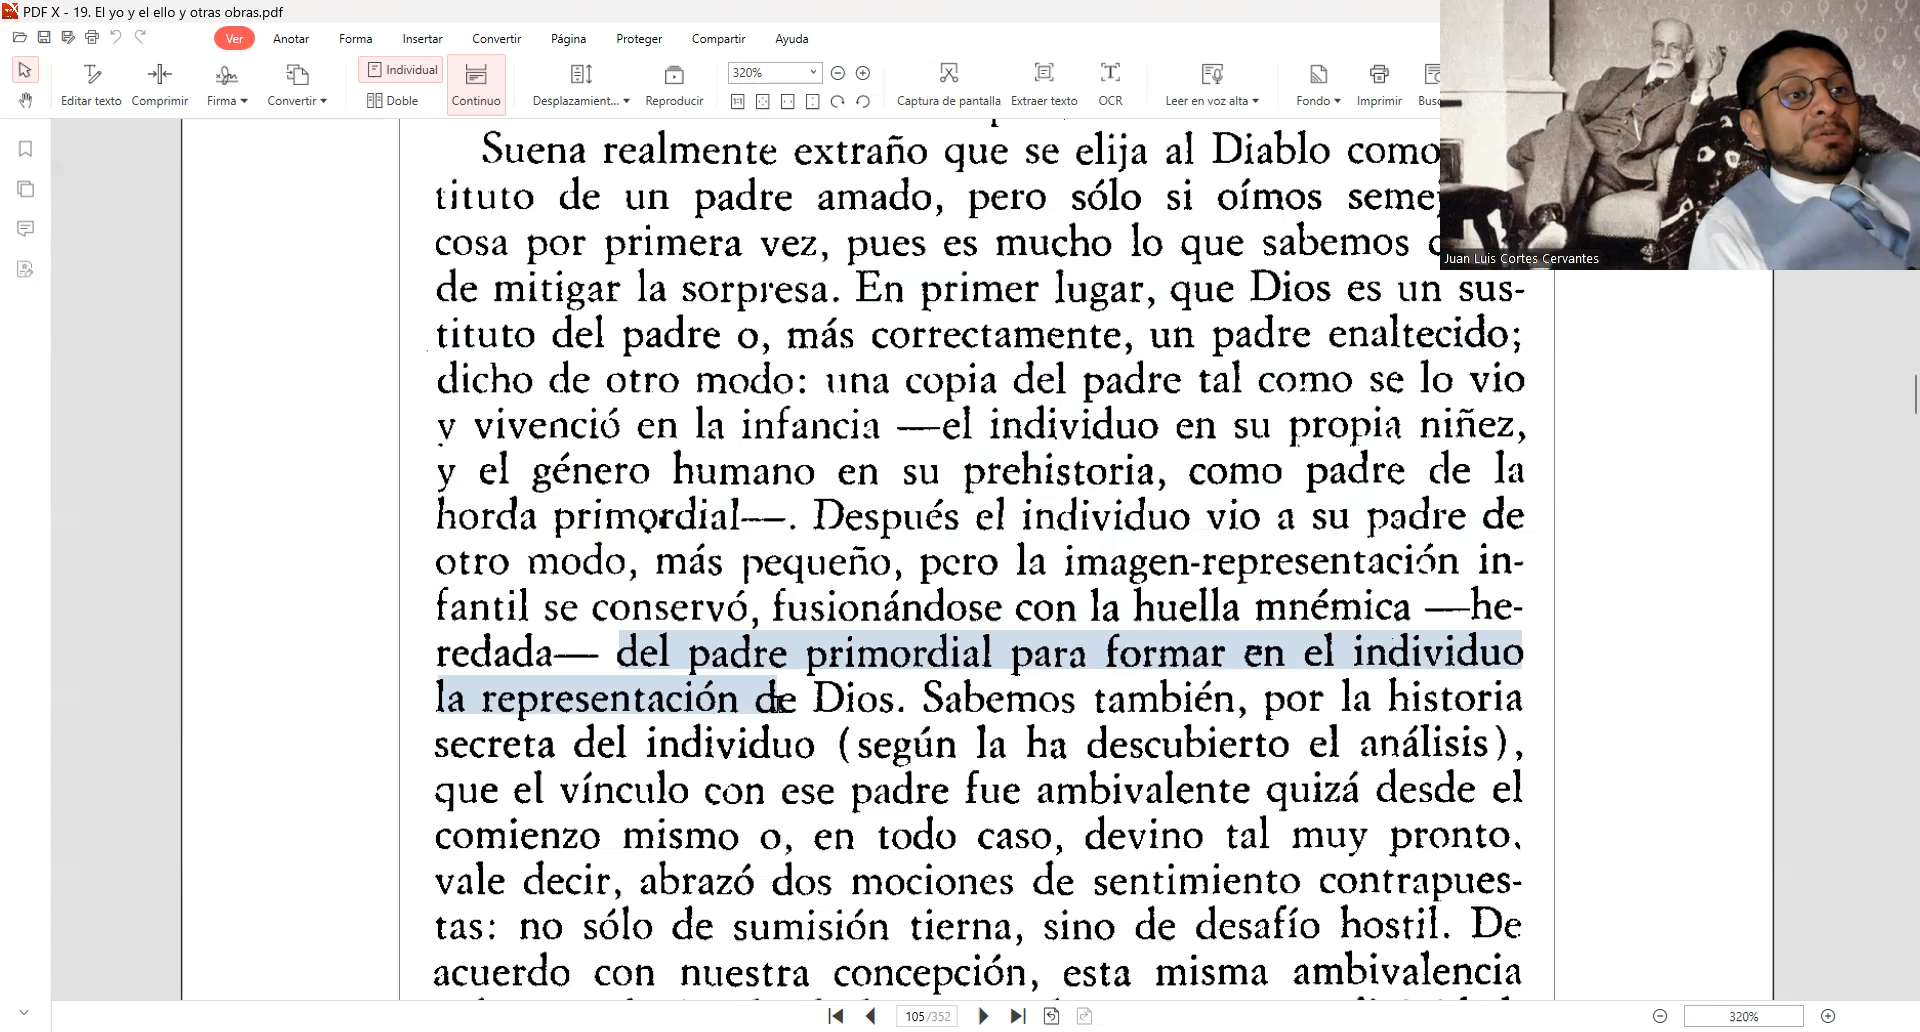 PDF X - 19. El yo y el ello y otras obras.pdf
Ver Anotar Forma Insertar Convertir Página Proteger Compartir Ayuda
Individual 320%
Editar texto Comprimir Firma Convertir Doble Continuo Desplazamient... Reproducir Captura de pantalla Extraer texto OCR Leer en voz alta Fondo Imprimir
Juan Luis Cortes Cervantes
Suena realmente extraño que se elija al Diablo como
tituto de un padre amado, pero sólo si oímos
cosa por primera vez, pues es mucho lo que sabemos
de mitigar la sorpresa. En primer lugar, que Dios es un sus-
tituto del padre o, más correctamente, un padre enaltecido;
dicho de otro modo: una copia del padre tal como se lo vio
y vivenció en la infancia —el individuo en su propia niñez,
y el género humano en su prehistoria, como padre de la
horda primordial—. Después el individuo vio a su padre de
otro modo, más pequeño, pero la imagen-representación in-
fantil se conservó, fusionándose con la huella mnémica —he-
redada— del padre primordial para formar en el individuo
la representación de Dios. Sabemos también, por la historia
secreta del individuo (según la ha descubierto el análisis),
que el vínculo con ese padre fue ambivalente quizá desde el
comienzo mismo o, en todo caso, devino tal muy pronto,
vale decir, abrazó dos mociones de sentimiento contrapues-
tas: no sólo de sumisión tierna, sino de desafío hostil. De
acuerdo con nuestra concepción, esta misma ambivalencia
105 /352 320%